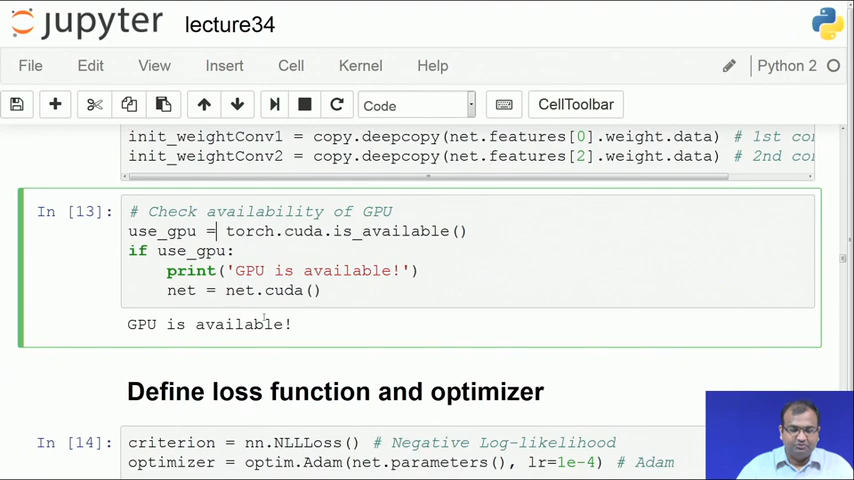 jupyter lecture34
File Edit View Insert Cell Kernel Help Python 2
Code CellToolbar
init_weightConv1 = copy.deepcopy(net.features[0].weight.data) # 1st co
init_weightConv2 = copy.deepcopy(net.features[2].weight.data) # 2nd co
In [13]: # Check availability of GPU
use_gpu = torch.cuda.is_available()
if use_gpu:
print('GPU is available!')
net = net.cuda()
GPU is available!
Define loss function and optimizer
In [14]: criterion = nn.NLLLoss() # Negative Log-likelihood
optimizer = optim.Adam(net.parameters(), lr=1e-4) # Adam